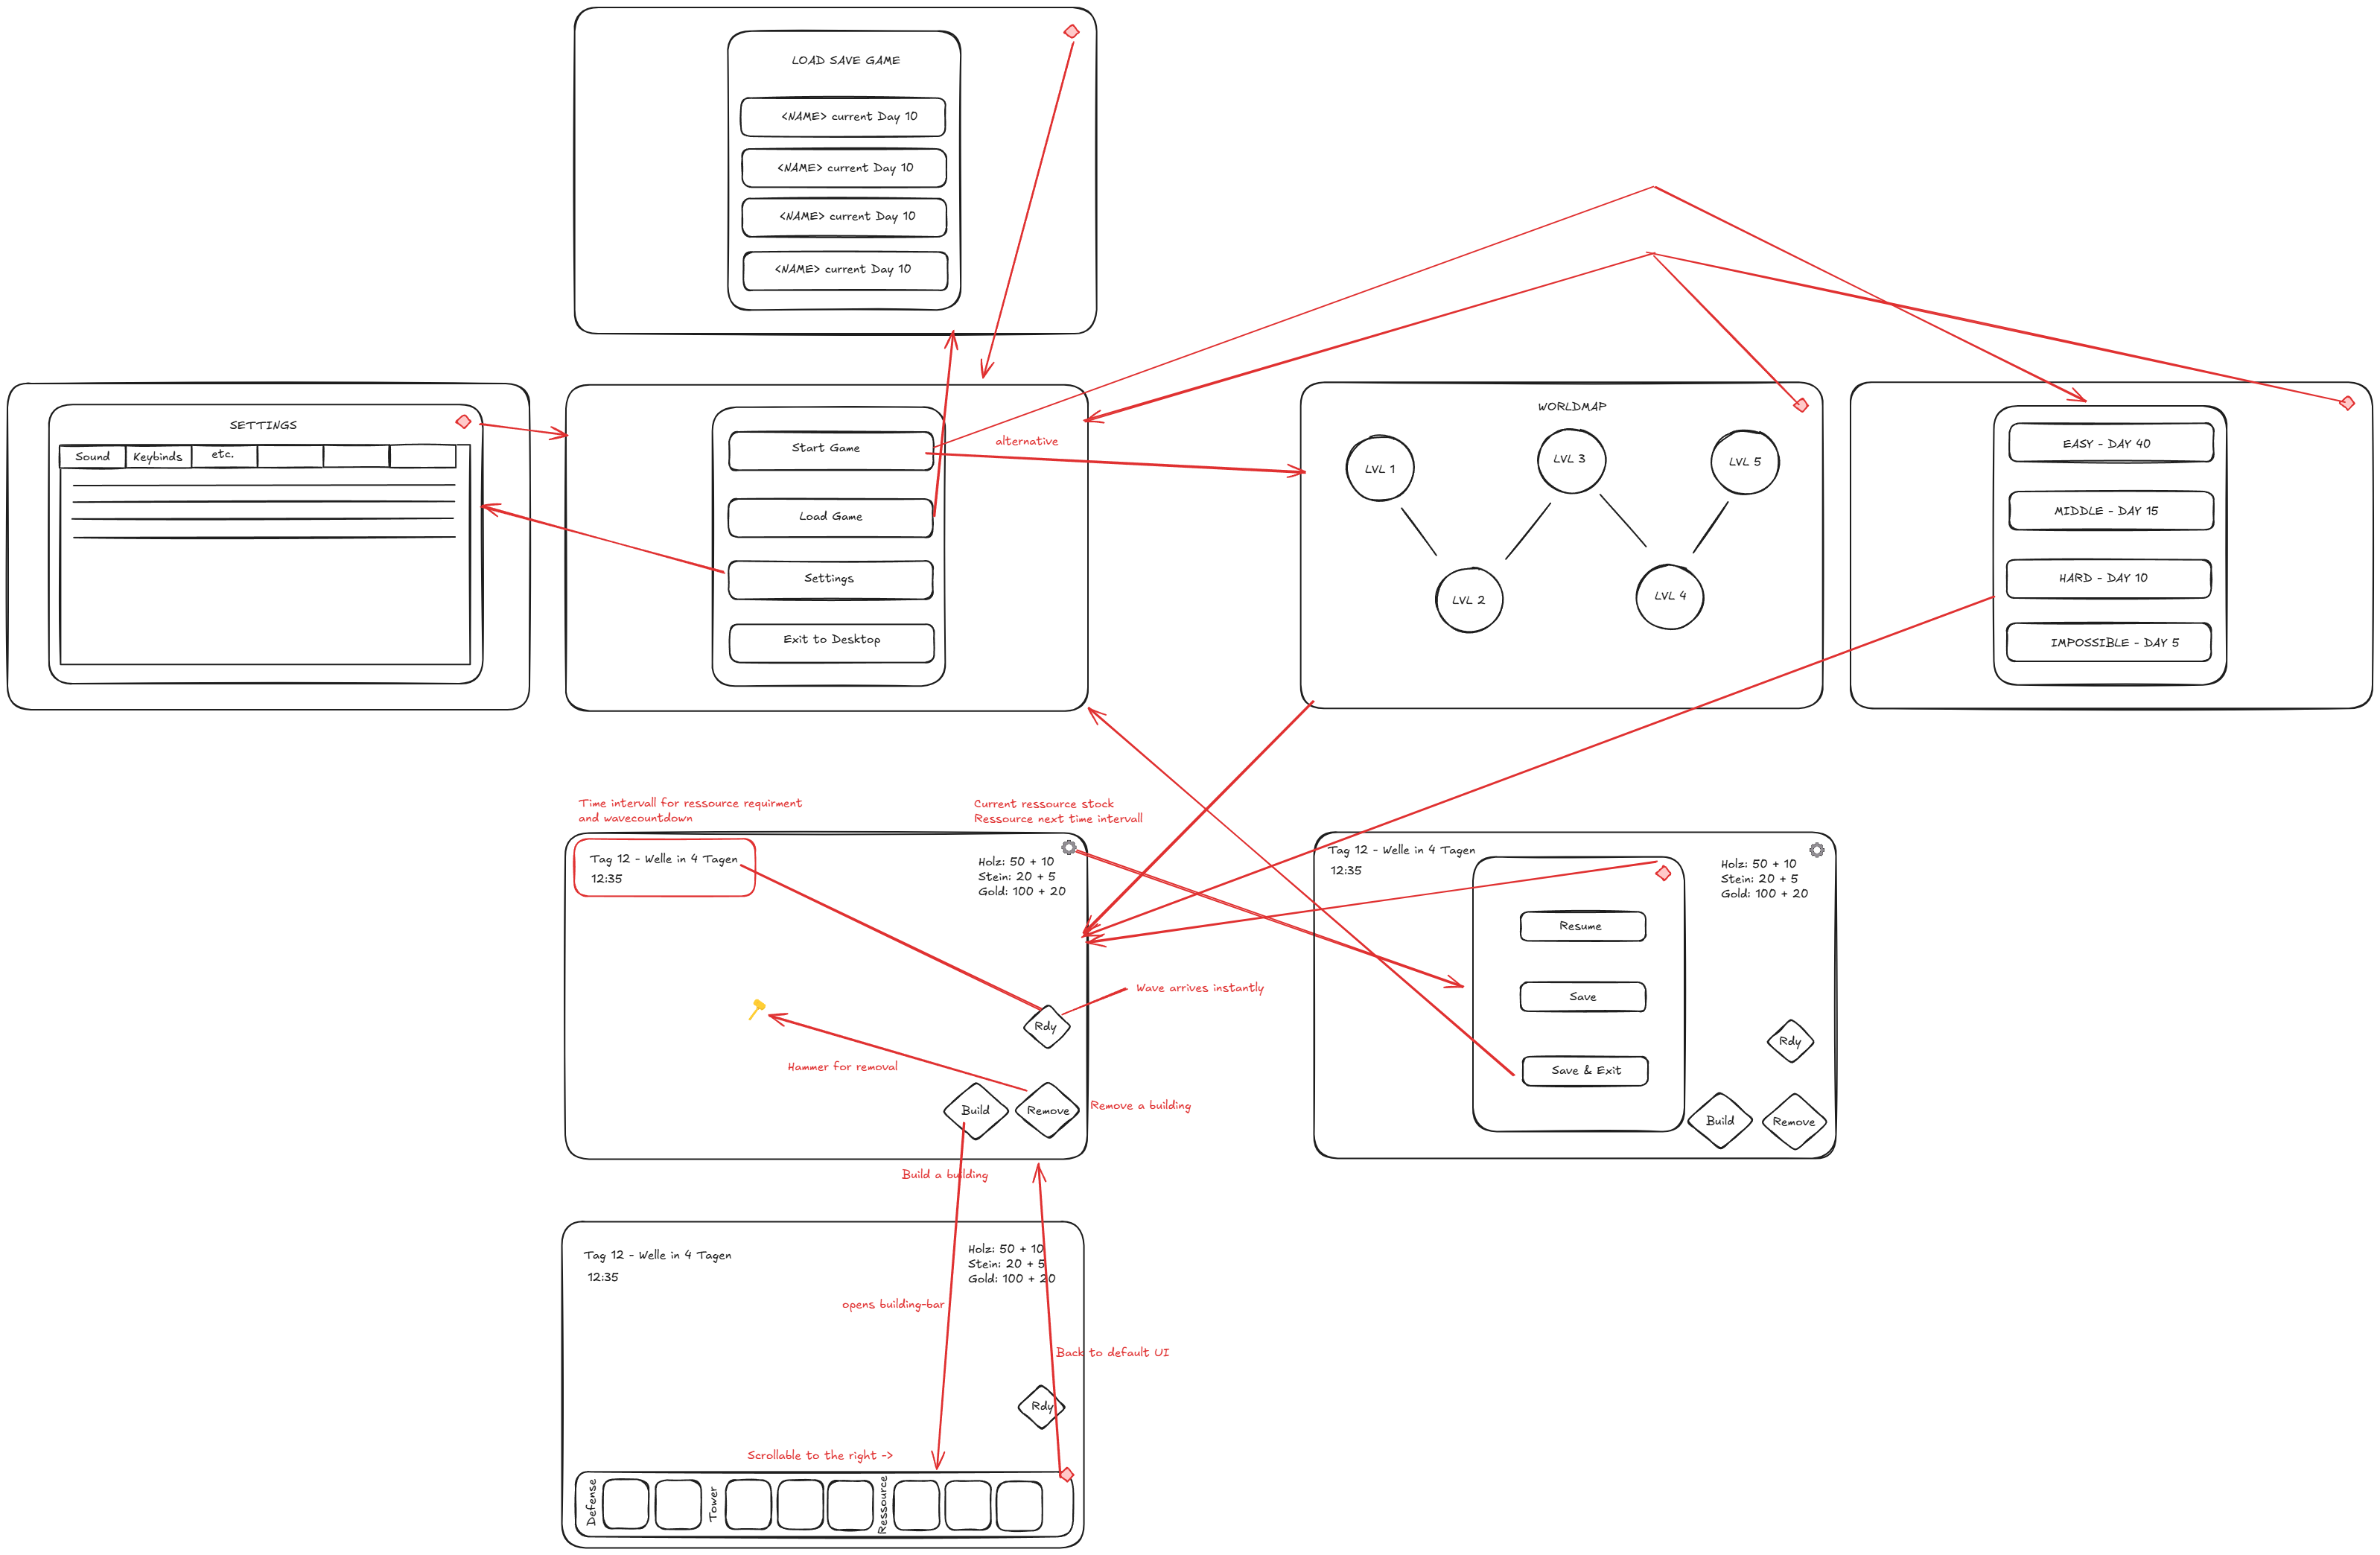 LOAD SAVE GAME
<NAME> current Day 10
<NAME> current Day 10
<NAME> current Day 10
<NAME> current Day 10
SETTINGS
Sound
Keybinds
etc.
Start Game
Load Game
Settings
Exit to Desktop
alternative
WORLDMAP
LVL 1
LVL 3
LVL 5
LVL 2
LVL 4
EASY - DAY 40
MIDDLE - DAY 15
HARD - DAY 10
IMPOSSIBLE - DAY 5
Time intervall for ressource requirment
and wavecountdown
Current ressource stock
Ressource next time intervall
Tag 12 - Welle in 4 Tagen
12:35
Holz: 50 + 10
Stein: 20 + 5
Gold: 100 + 20
Wave arrives instantly
Rdy
Hammer for removal
Build
Remove
Remove a building
Build a building
Tag 12 - Welle in 4 Tagen
12:35
Holz: 50 + 10
Stein: 20 + 5
Gold: 100 + 20
Resume
Save
Save & Exit
Rdy
Build
Remove
Tag 12 - Welle in 4 Tagen
12:35
Holz: 50 + 10
Stein: 20 + 5
Gold: 100 + 20
opens building-bar
Back to default UI
Rdy
Scrollable to the right ->
Defense
Tower
Ressource